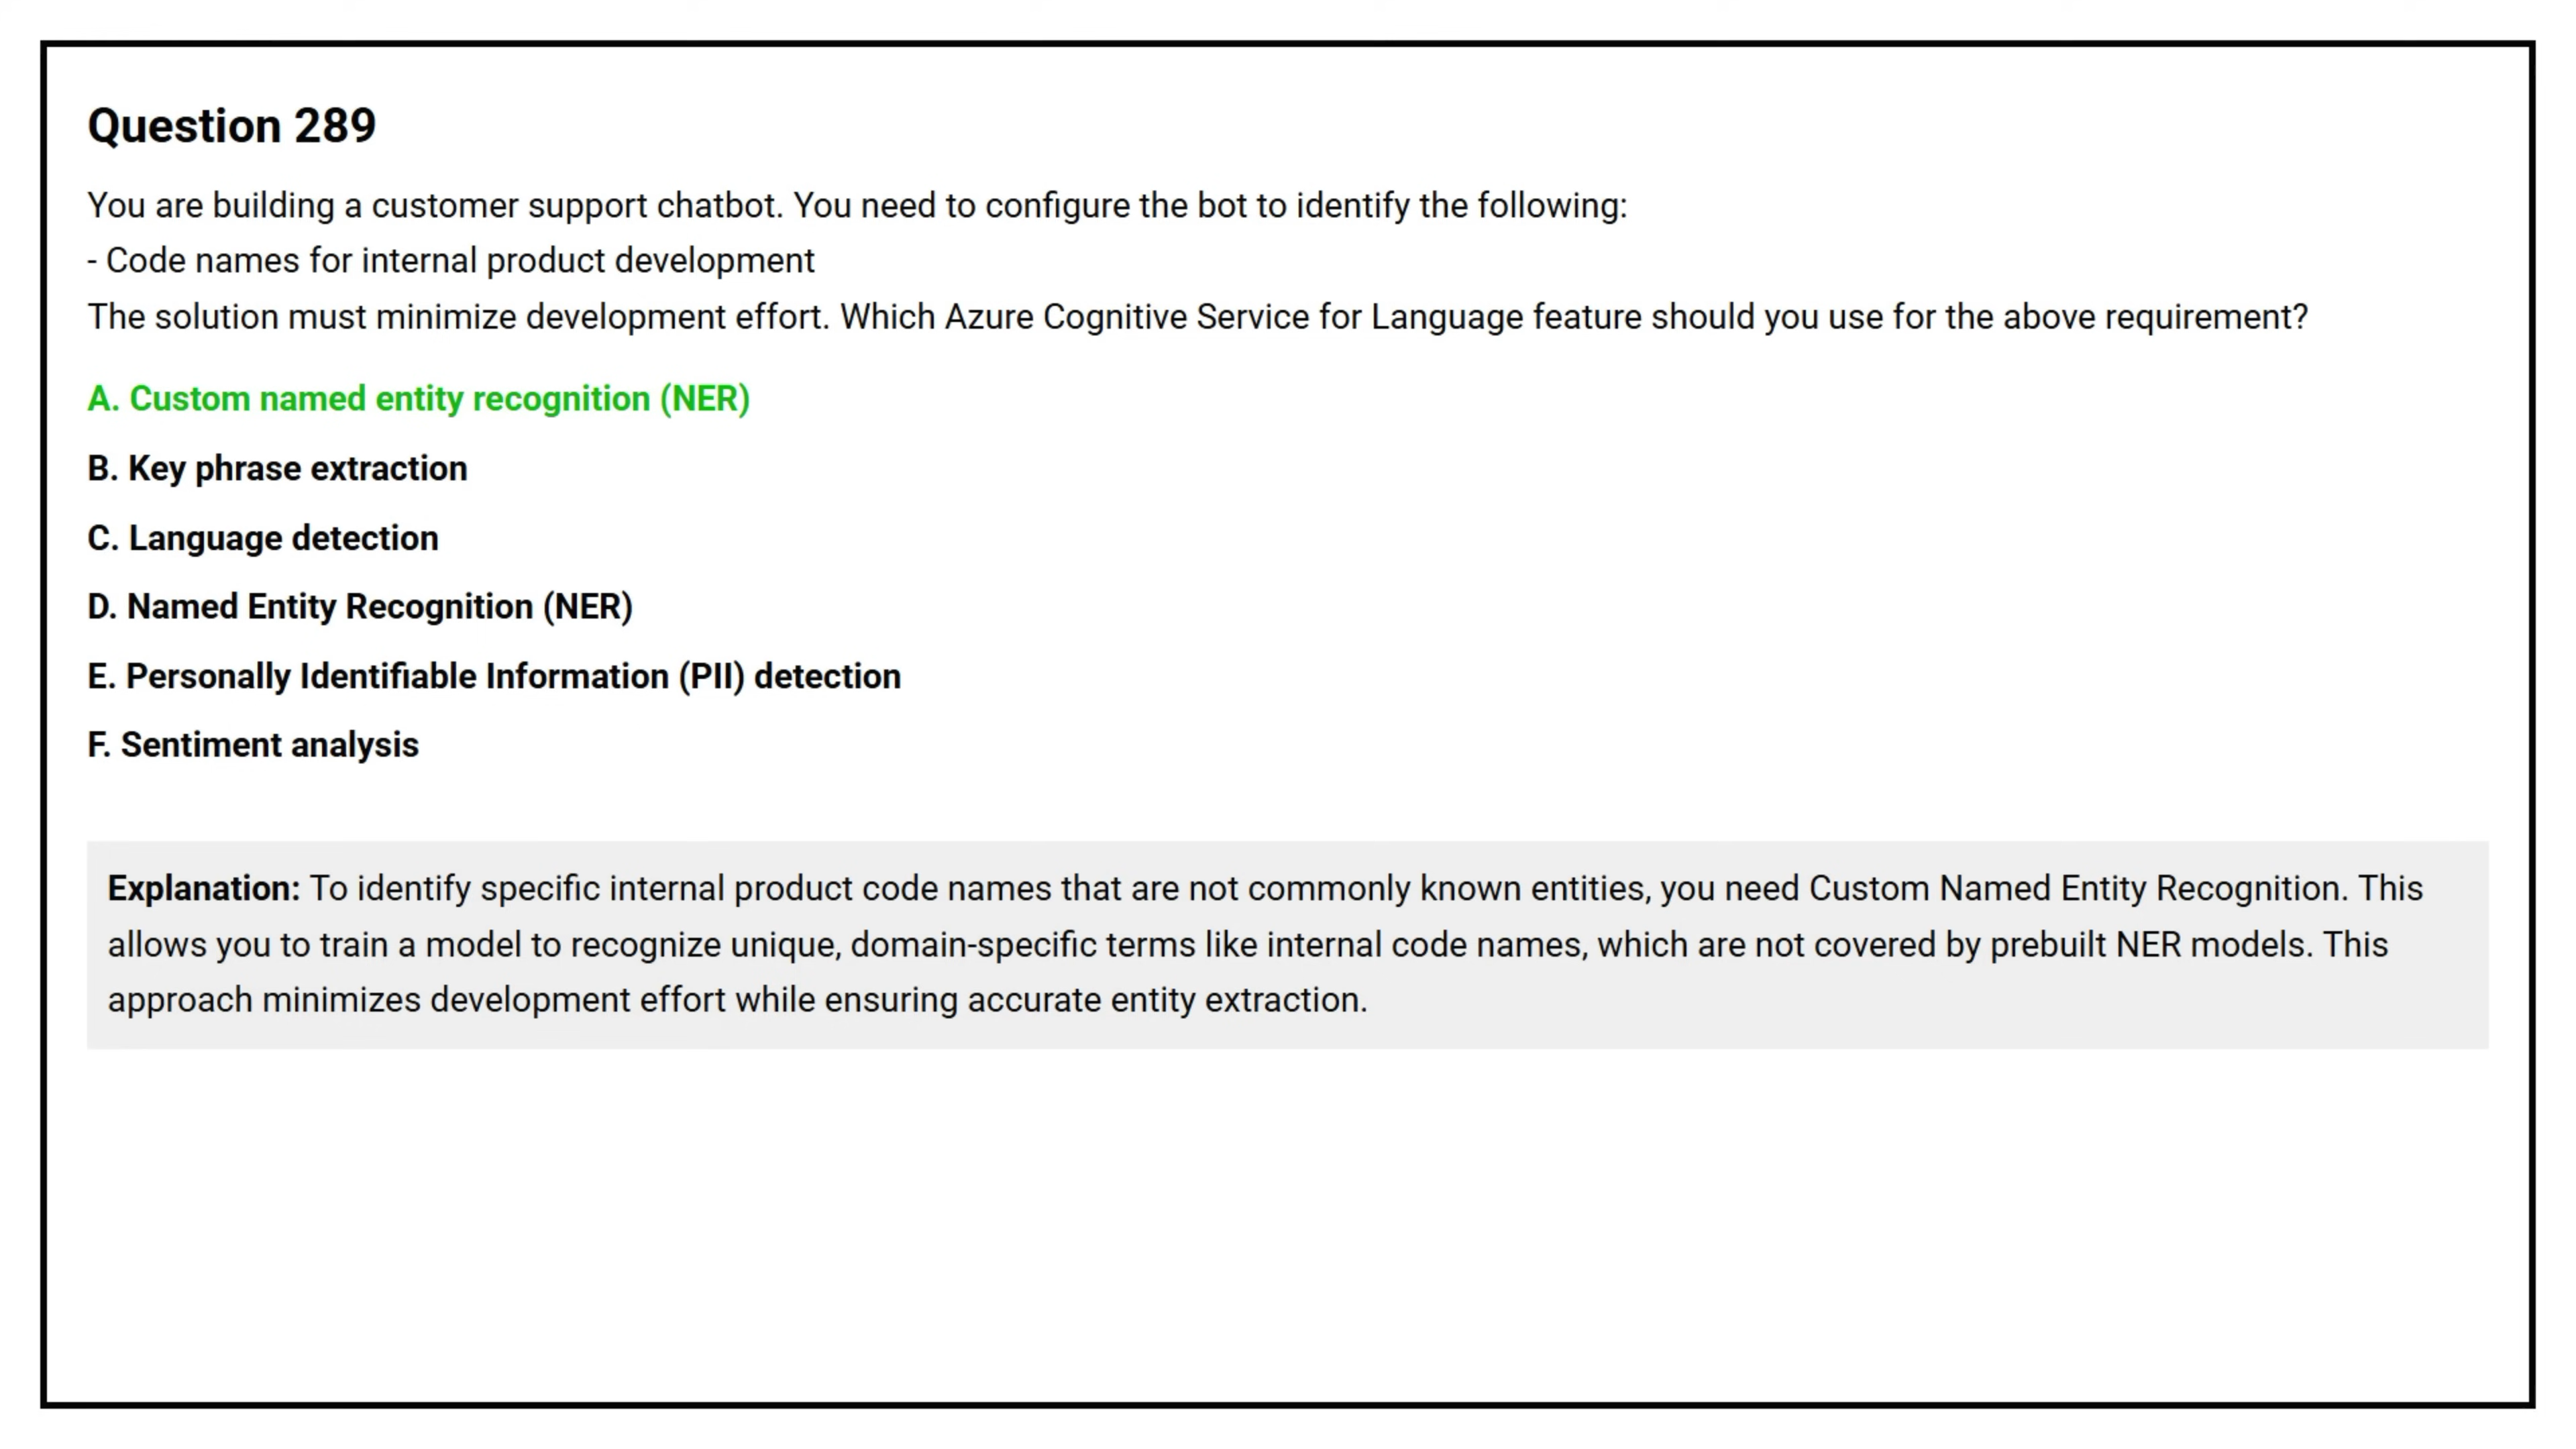 Question 289
You are building a customer support chatbot. You need to configure the bot to identify the following:
- Code names for internal product development
The solution must minimize development effort. Which Azure Cognitive Service for Language feature should you use for the above requirement?
A. Custom named entity recognition (NER)
B. Key phrase extraction
C. Language detection
D. Named Entity Recognition (NER)
E. Personally Identifiable Information (PII) detection
F. Sentiment analysis
Explanation: To identify specific internal product code names that are not commonly known entities, you need Custom Named Entity Recognition. This
allows you to train a model to recognize unique, domain-specific terms like internal code names, which are not covered by prebuilt NER models. This
approach minimizes development effort while ensuring accurate entity extraction.